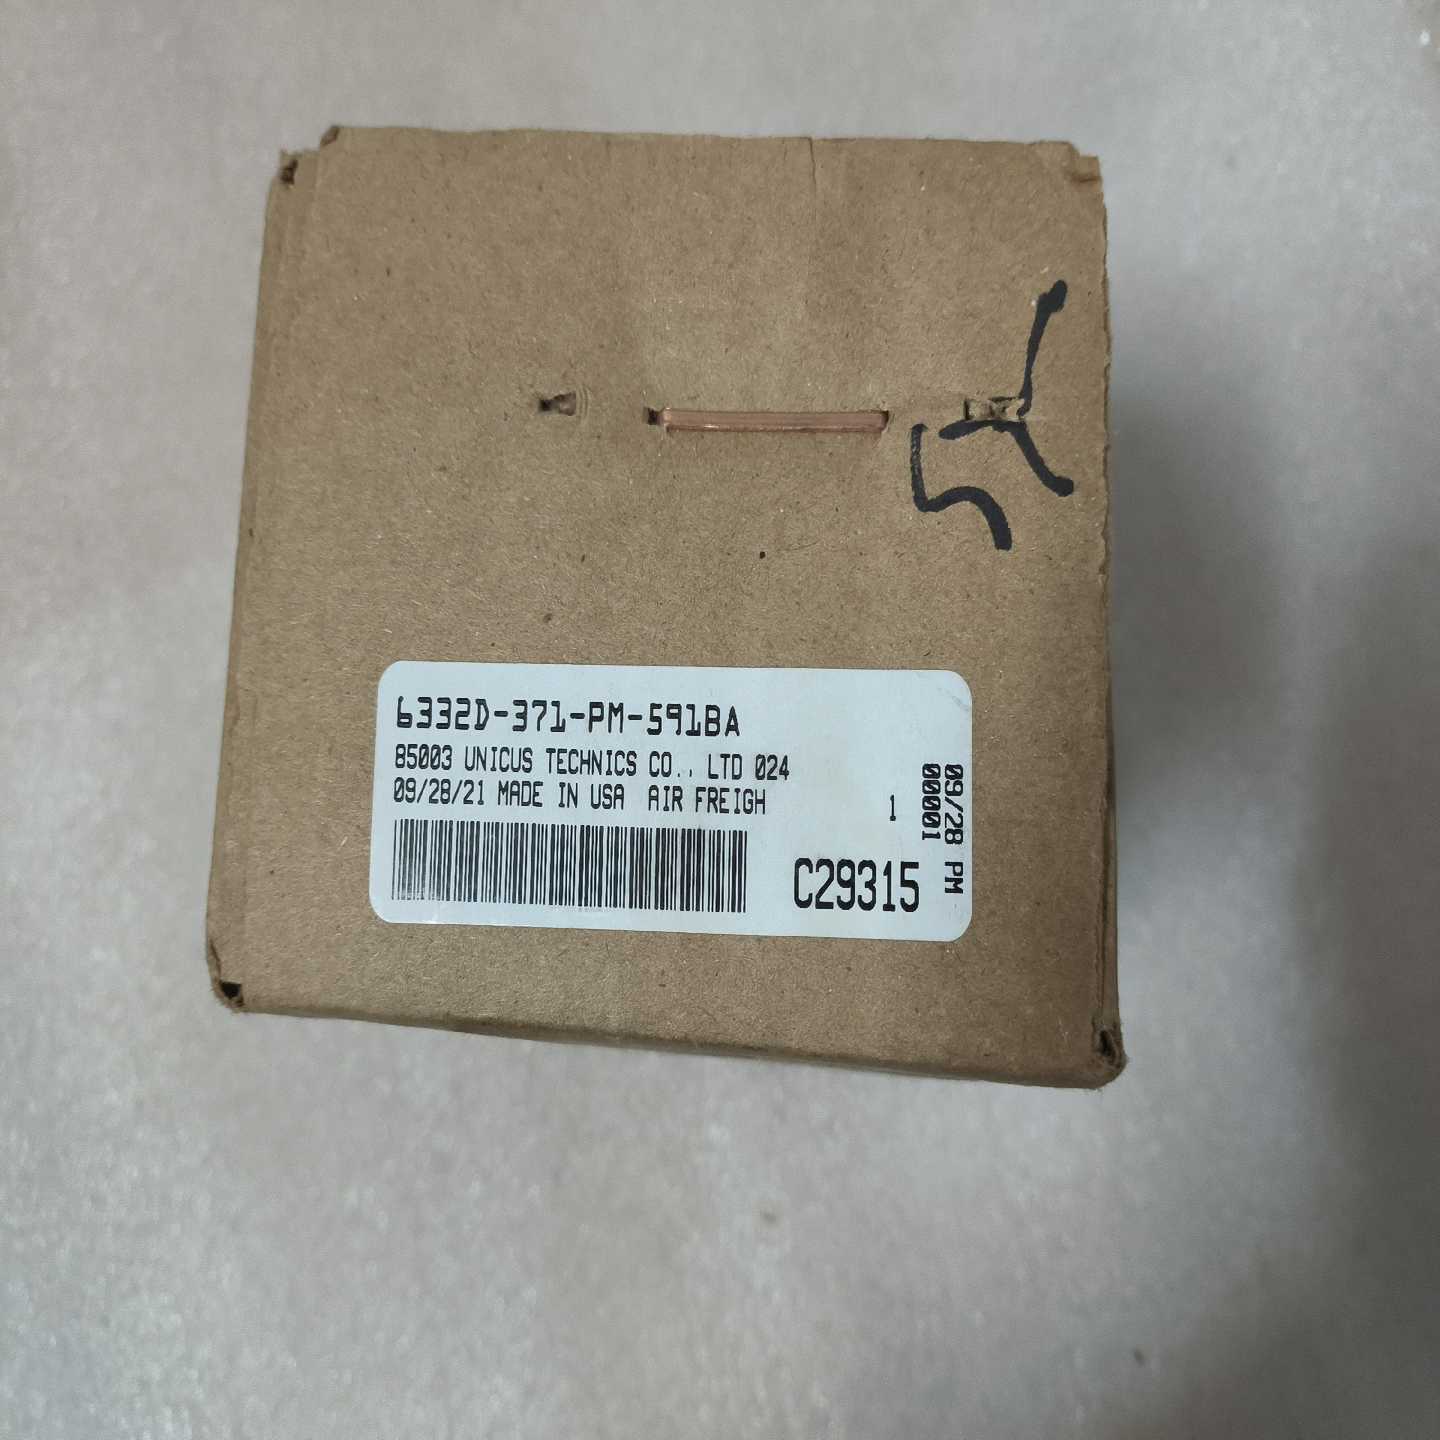 6332D-371-PM-591BA
85003 UNICUS TECHNICS CO., LTD 024
09/28/21 MADE IN USA AIR FREIGH
1
C29315
09/28 PM
00001